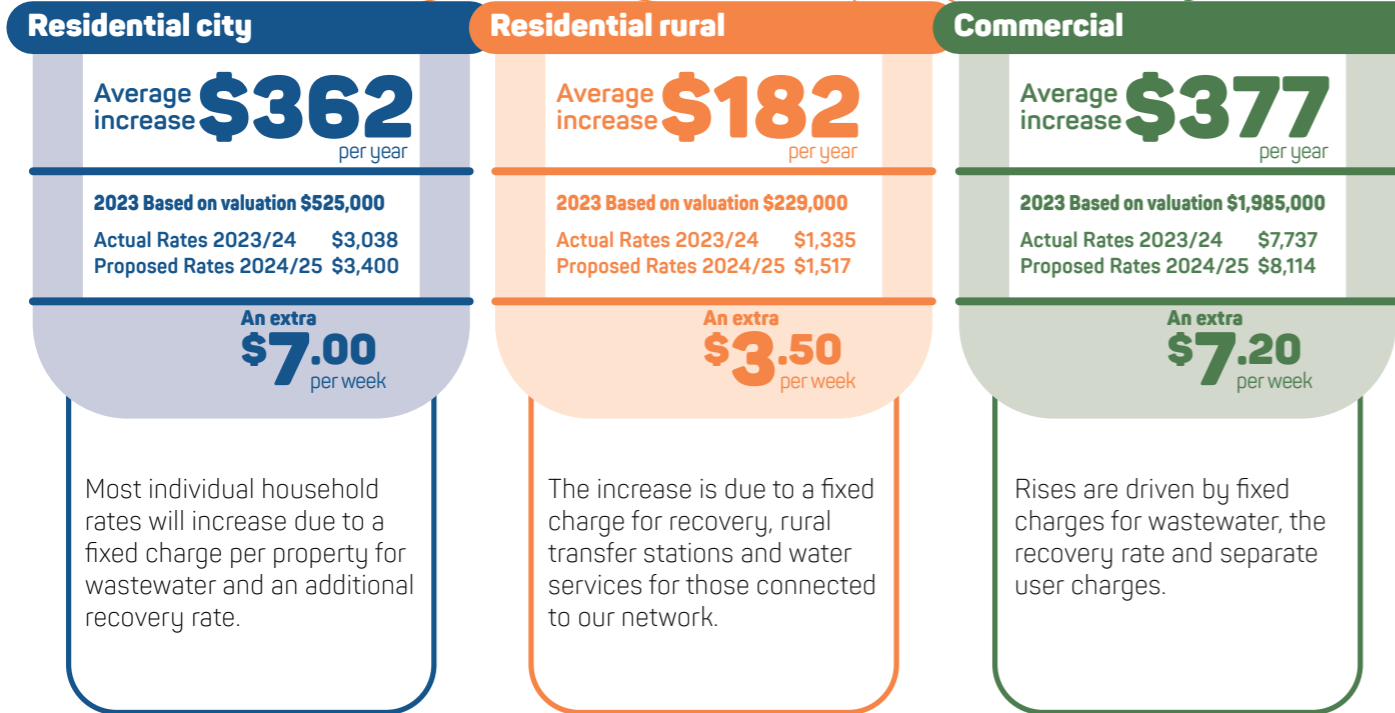 Residential city
Average
increase $362
per year
2023 Based on valuation $525,000
Actual Rates 2023/24 $3,038
Proposed Rates 2024/25 $3,400
An extra
$7.00
per week
Most individual household
rates will increase due to a
fixed charge per property for
wastewater and an additional
recovery rate.
Residential rural
Average
increase $182
per year
2023 Based on valuation $229,000
Actual Rates 2023/24 $1,335
Proposed Rates 2024/25 $1,517
An extra
$3.50
per week
The increase is due to a fixed
charge for recovery, rural
transfer stations and water
services for those connected
to our network.
Commercial
Average
increase $377
per year
2023 Based on valuation $1,985,000
Actual Rates 2023/24 $7,737
Proposed Rates 2024/25 $8,114
An extra
$7.20
per week
Rises are driven by fixed
charges for wastewater, the
recovery rate and separate
user charges.